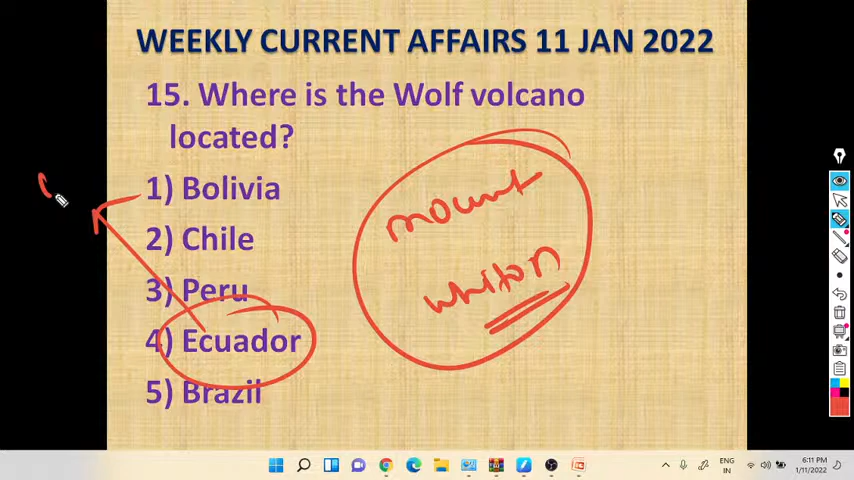 WEEKLY CURRENT AFFAIRS 11 JAN 2022
15. Where is the Wolf volcano
located?
1) Bolivia
2) Chile
3) Peru
4) Ecuador
5) Brazil
mount
ENG
IN
6:11 PM
1/11/2022